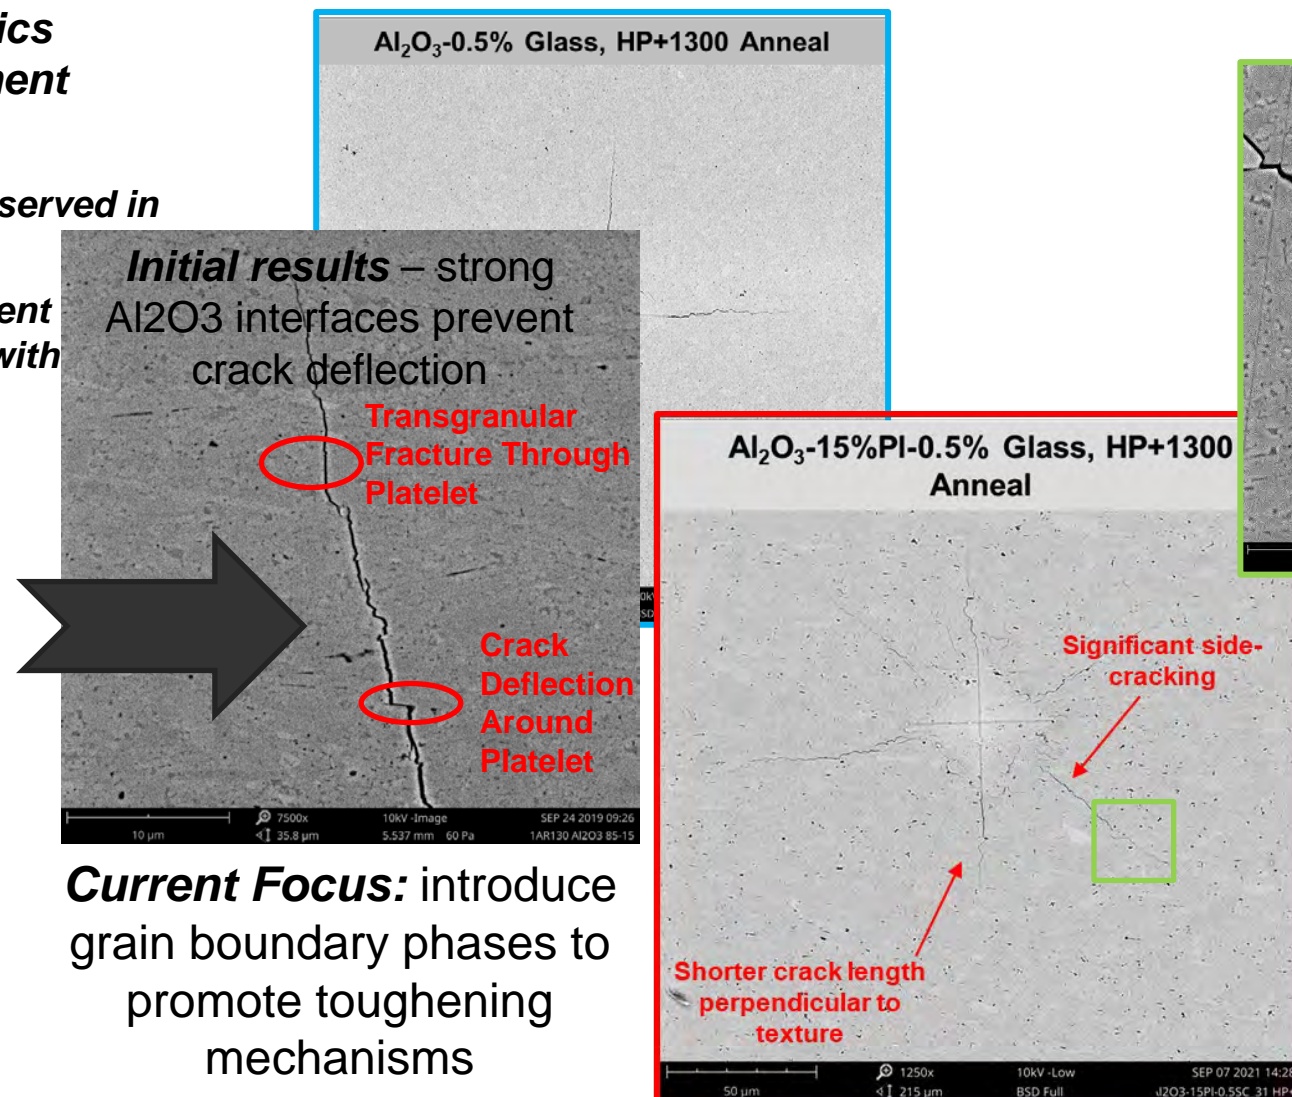 ics
nent
served in
ent
with
Al₂O₃-0.5% Glass, HP+1300 Anneal
Initial results – strong
Al2O3 interfaces prevent
crack deflection
Transgranular
Fracture Through
Platelet
Crack
Deflection
Around
Platelet
10 µm
7500x
35.8 µm
10kV -Image
5.537 mm 60 Pa
SEP 24 2019 09:26
1AR130 Al2O3 85-15
Current Focus: introduce
grain boundary phases to
promote toughening
mechanisms
Al₂O₃-15%Pl-0.5% Glass, HP+1300
Anneal
Significant side-
cracking
Shorter crack length
perpendicular to
texture
50 µm
1250x
215 µm
10kV -Low
BSD Full
SEP 07 2021 14:28